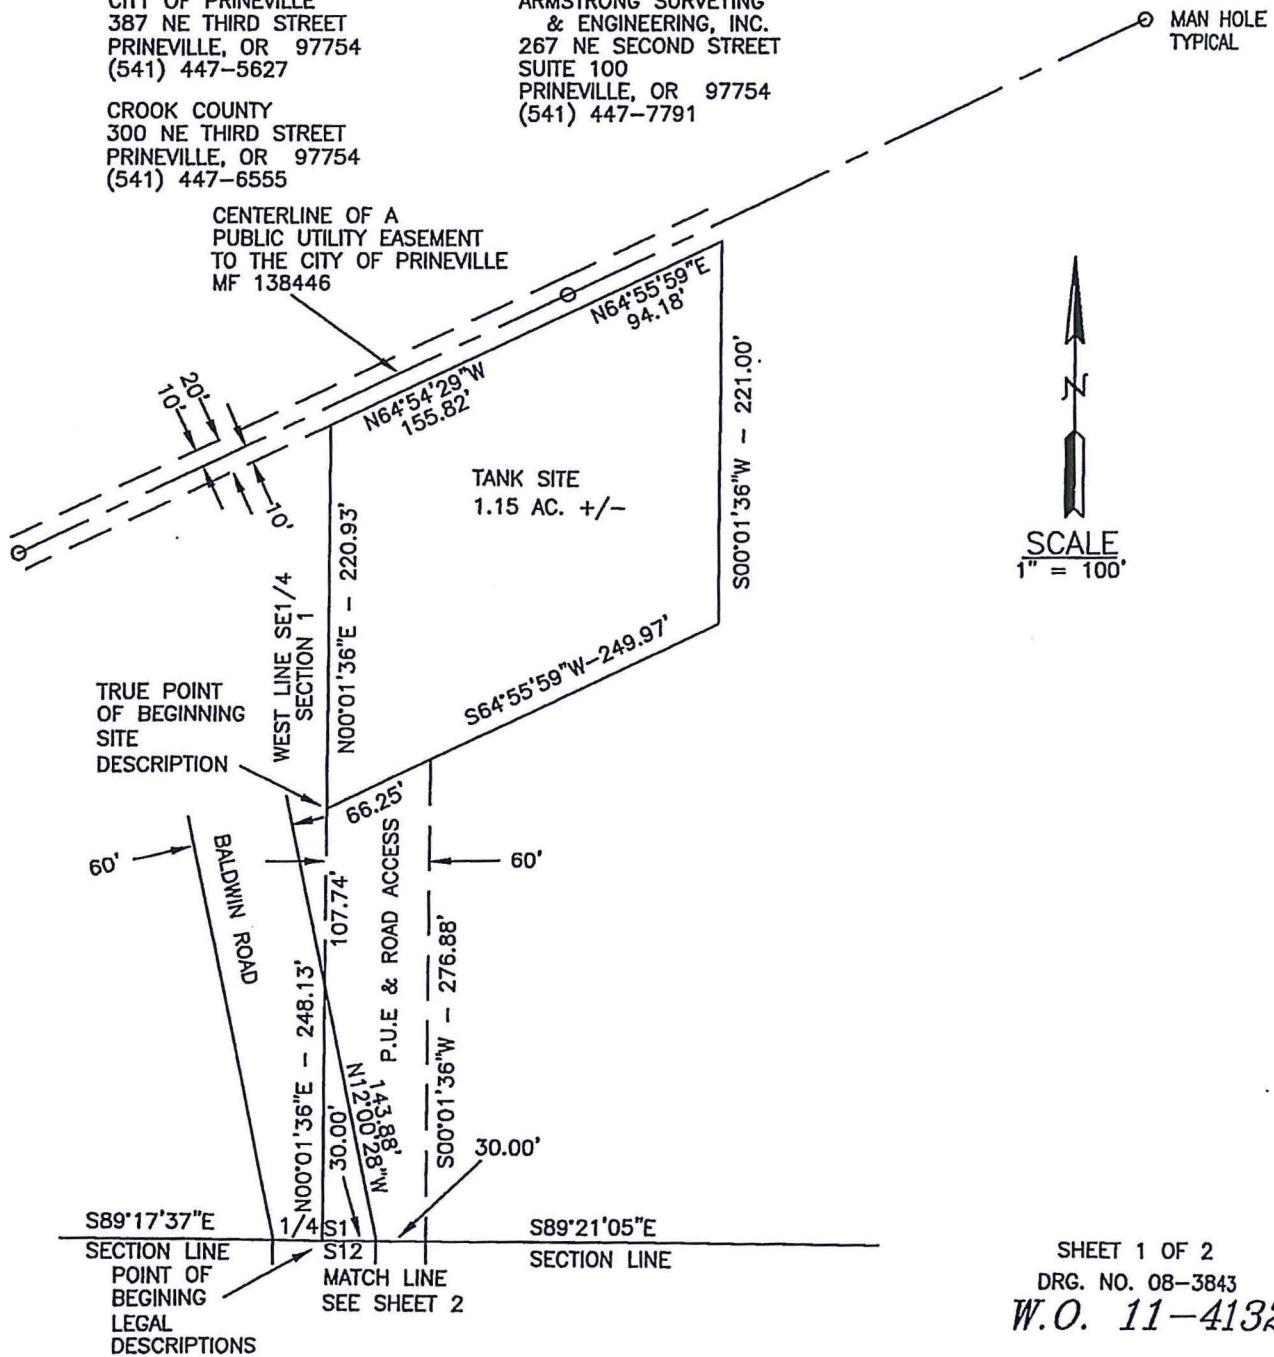 CITY OF PRINEVILLE
387 NE THIRD STREET
PRINEVILLE, OR 97754
(541) 447-5627
CROOK COUNTY
300 NE THIRD STREET
PRINEVILLE, OR 97754
(541) 447-6555
ARMSTRONG SURVEYING
& ENGINEERING, INC.
267 NE SECOND STREET
SUITE 100
PRINEVILLE, OR 97754
(541) 447-7791
MAN HOLE
TYPICAL
CENTERLINE OF A
PUBLIC UTILITY EASEMENT
TO THE CITY OF PRINEVILLE
MF 138446
N64°55'59"E
94.18'
N64°54'29"W
155.82'
20'
10'
10'
TANK SITE
1.15 AC. +/-
S00°01'36"W - 221.00'
N
SCALE
1" = 100'
WEST LINE SE1/4
SECTION 1
N00°01'36"E - 220.93'
S64°55'59"W-249.97'
TRUE POINT
OF BEGINNING
SITE
DESCRIPTION
66.25'
60'
BALDWIN ROAD
60'
107.74'
P.U.E & ROAD ACCESS
N00°01'36"E - 248.13'
S00°01'36"W - 276.88'
143.88'
N12°00'28"W
30.00'
30.00'
S89°17'37"E
1/4
S1
S89°21'05"E
SECTION LINE
S12
SECTION LINE
POINT OF
BEGINING
LEGAL
DESCRIPTIONS
MATCH LINE
SEE SHEET 2
SHEET 1 OF 2
DRG. NO. 08-3843
W.O. 11-4132